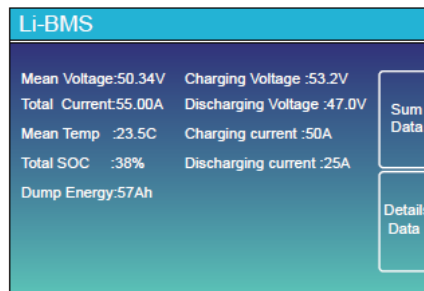 Li-BMS
Mean Voltage:50.34V Charging Voltage :53.2V
Total Current:55.00A Discharging Voltage :47.0V
Mean Temp :23.5C Charging current :50A
Total SOC :38% Discharging current :25A
Dump Energy:57Ah
Sum
Data
Details
Data